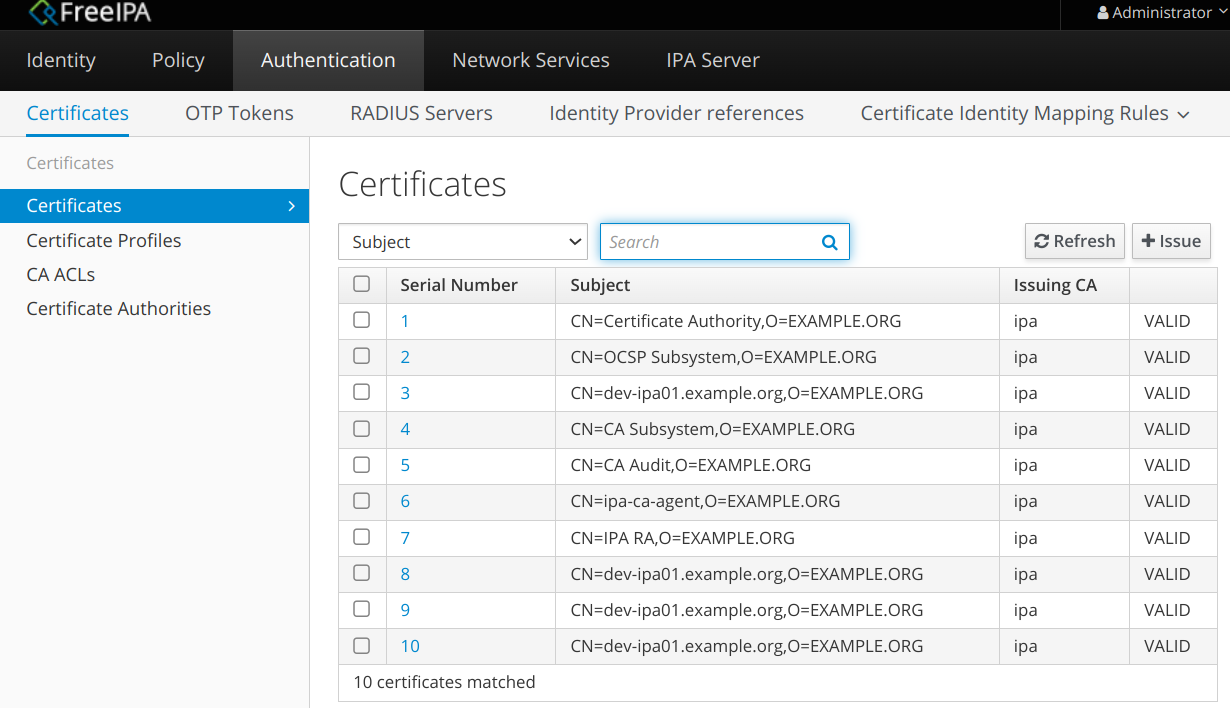 FreeIPA
Administrator
Identity Policy Authentication Network Services IPA Server
Certificates OTP Tokens RADIUS Servers Identity Provider references Certificate Identity Mapping Rules
Certificates
Certificates
Certificate Profiles
CA ACLs
Certificate Authorities
Certificates
Subject Search Refresh Issue
Serial Number Subject Issuing CA
1 CN=Certificate Authority,O=EXAMPLE.ORG ipa VALID
2 CN=OCSP Subsystem,O=EXAMPLE.ORG ipa VALID
3 CN=dev-ipa01.example.org,O=EXAMPLE.ORG ipa VALID
4 CN=CA Subsystem,O=EXAMPLE.ORG ipa VALID
5 CN=CA Audit,O=EXAMPLE.ORG ipa VALID
6 CN=ipa-ca-agent,O=EXAMPLE.ORG ipa VALID
7 CN=IPA RA,O=EXAMPLE.ORG ipa VALID
8 CN=dev-ipa01.example.org,O=EXAMPLE.ORG ipa VALID
9 CN=dev-ipa01.example.org,O=EXAMPLE.ORG ipa VALID
10 CN=dev-ipa01.example.org,O=EXAMPLE.ORG ipa VALID
10 certificates matched